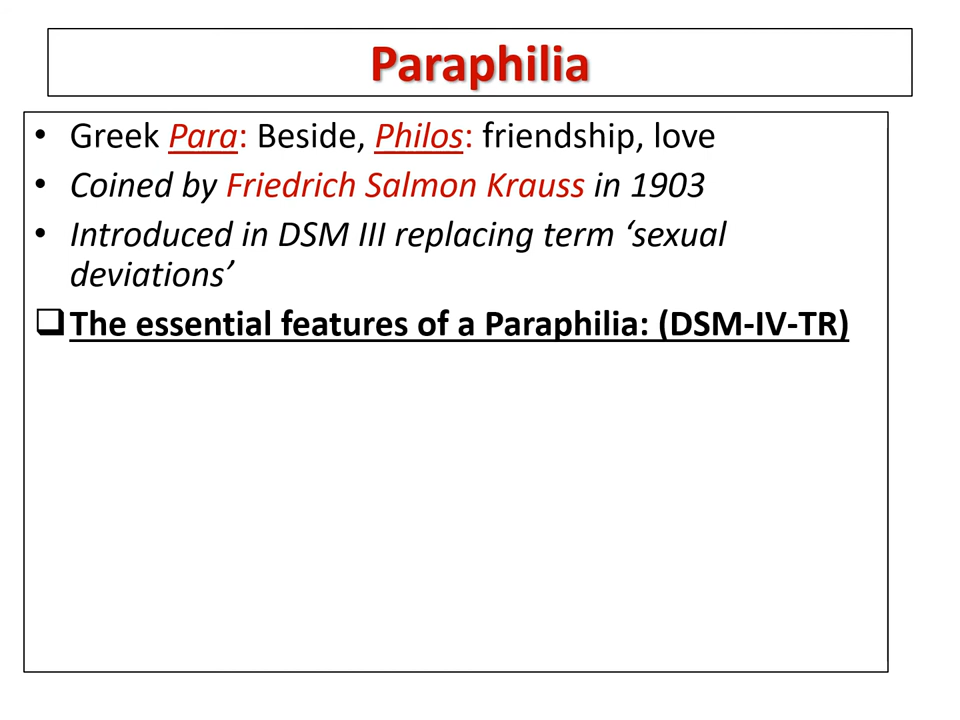 Paraphilia
• Greek Para: Beside, Philos: friendship, love
• Coined by Friedrich Salmon Krauss in 1903
• Introduced in DSM III replacing term ‘sexual
deviations’
❑ The essential features of a Paraphilia: (DSM-IV-TR)